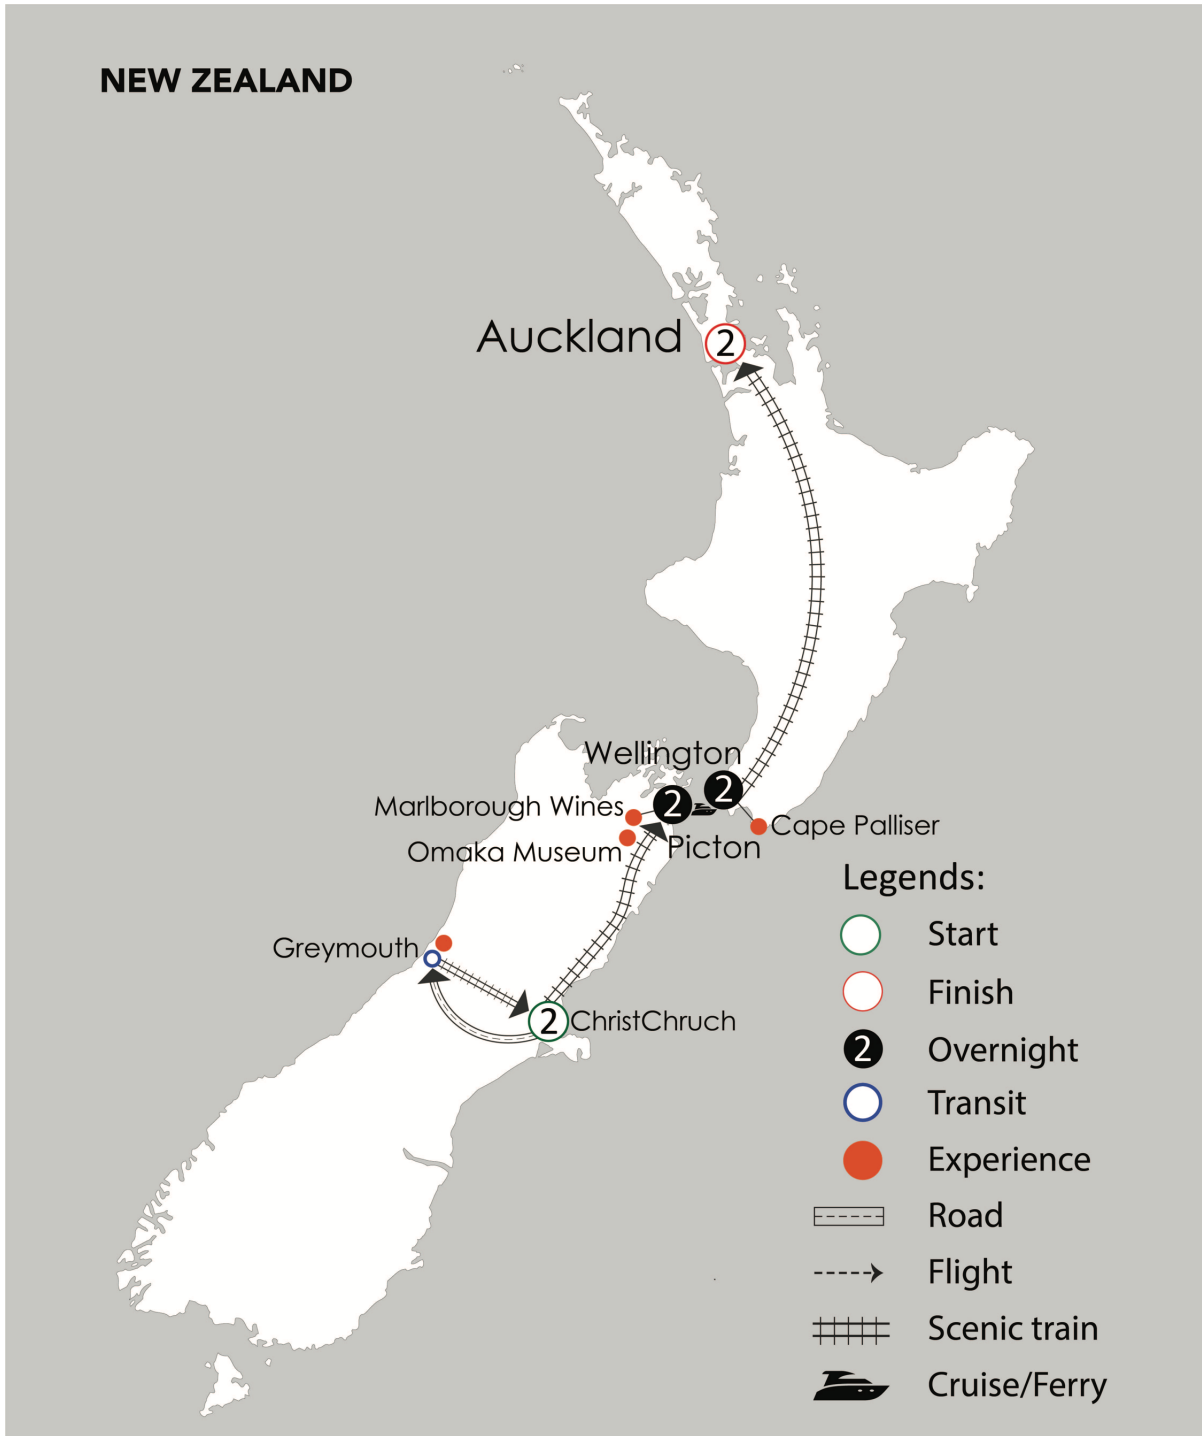 NEW ZEALAND
Auckland
2
Wellington
2
Marlborough Wines
2
Cape Palliser
Omaka Museum
Picton
Greymouth
2
ChristChruch
Legends:
Start
Finish
2 Overnight
Transit
Experience
Road
Flight
Scenic train
Cruise/Ferry